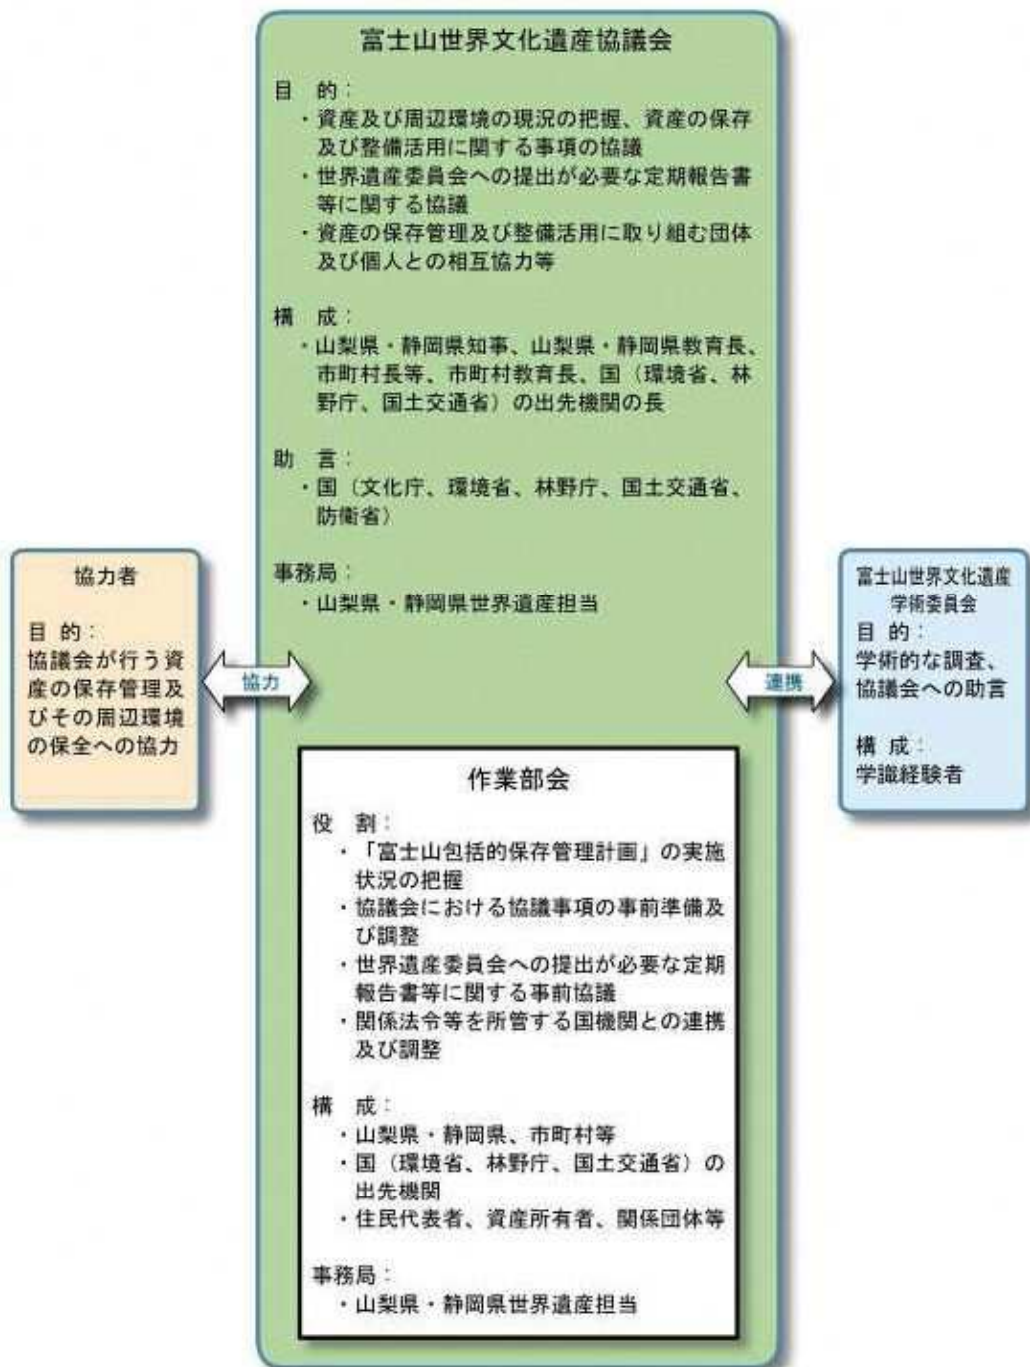 富士山世界文化遺産協議会
目 的：
・資産及び周辺環境の現況の把握、資産の保存
及び整備活用に関する事項の協議
・世界遺産委員会への提出が必要な定期報告書
等に関する協議
・資産の保存管理及び整備活用に取り組む団体
及び個人との相互協力等
構 成：
・山梨県・静岡県知事、山梨県・静岡県教育長、
市町村長等、市町村教育長、国（環境省、林
野庁、国土交通省）の出先機関の長
助 言：
・国（文化庁、環境省、林野庁、国土交通省、
防衛省）
事務局：
・山梨県・静岡県世界遺産担当
協力者
目 的：
協議会が行う資
産の保存管理及
びその周辺環境
の保全への協力
協力
連携
富士山世界文化遺産
学術委員会
目 的：
学術的な調査、
協議会への助言
構 成：
学識経験者
作業部会
役 割：
・「富士山包括的保存管理計画」の実施
状況の把握
・協議会における協議事項の事前準備及
び調整
・世界遺産委員会への提出が必要な定期
報告書等に関する事前協議
・関係法令等を所管する国機関との連携
及び調整
構 成：
・山梨県・静岡県、市町村等
・国（環境省、林野庁、国土交通省）の
出先機関
・住民代表者、資産所有者、関係団体等
事務局：
・山梨県・静岡県世界遺産担当